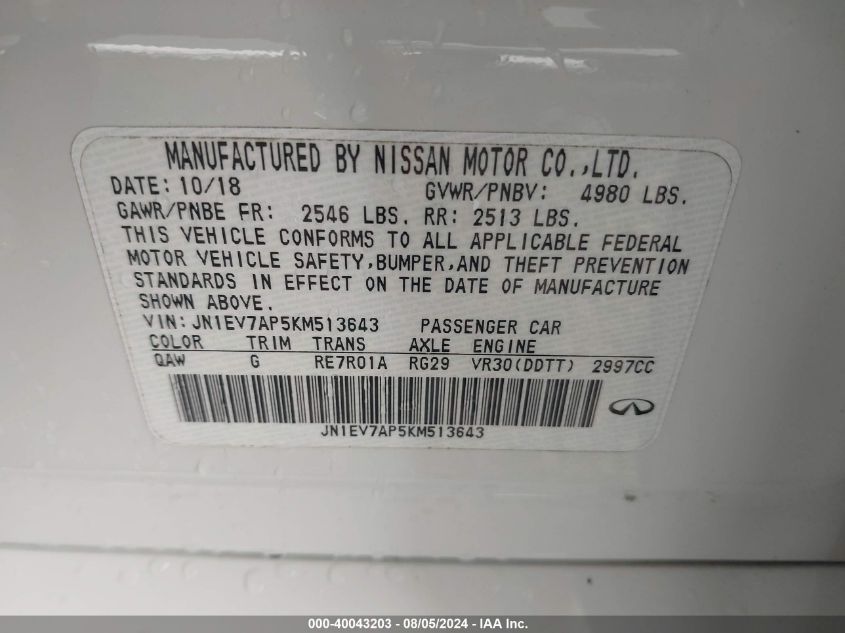 MANUFACTURED BY NISSAN MOTOR CO.,LTD.
DATE: 10/18 GVWR/PNBV: 4980 LBS.
GAWR/PNBE FR: 2546 LBS. RR: 2513 LBS.
THIS VEHICLE CONFORMS TO ALL APPLICABLE FEDERAL
MOTOR VEHICLE SAFETY,BUMPER,AND THEFT PREVENTION
STANDARDS IN EFFECT ON THE DATE OF MANUFACTURE
SHOWN ABOVE.
VIN: JN1EV7AP5KM513643 PASSENGER CAR
COLOR TRIM TRANS AXLE ENGINE
QAW G RE7R01A RG29 VR30(DDTT) 2997CC
JN1EV7AP5KM513643
000-40043203 - 08/05/2024 - IAA Inc.